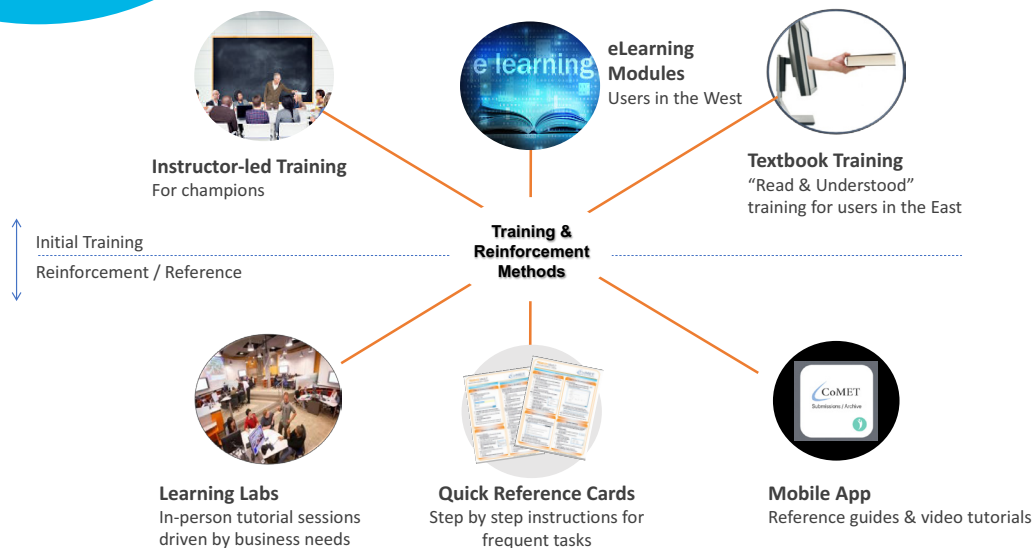 e learning
eLearning
Modules
Users in the West
Instructor-led Training
For champions
Textbook Training
“Read & Understood”
training for users in the East
Training &
Reinforcement
Methods
Initial Training
Reinforcement / Reference
CoMET
Submissions / Archive
Learning Labs
In-person tutorial sessions
driven by business needs
Quick Reference Cards
Step by step instructions for
frequent tasks
Mobile App
Reference guides & video tutorials